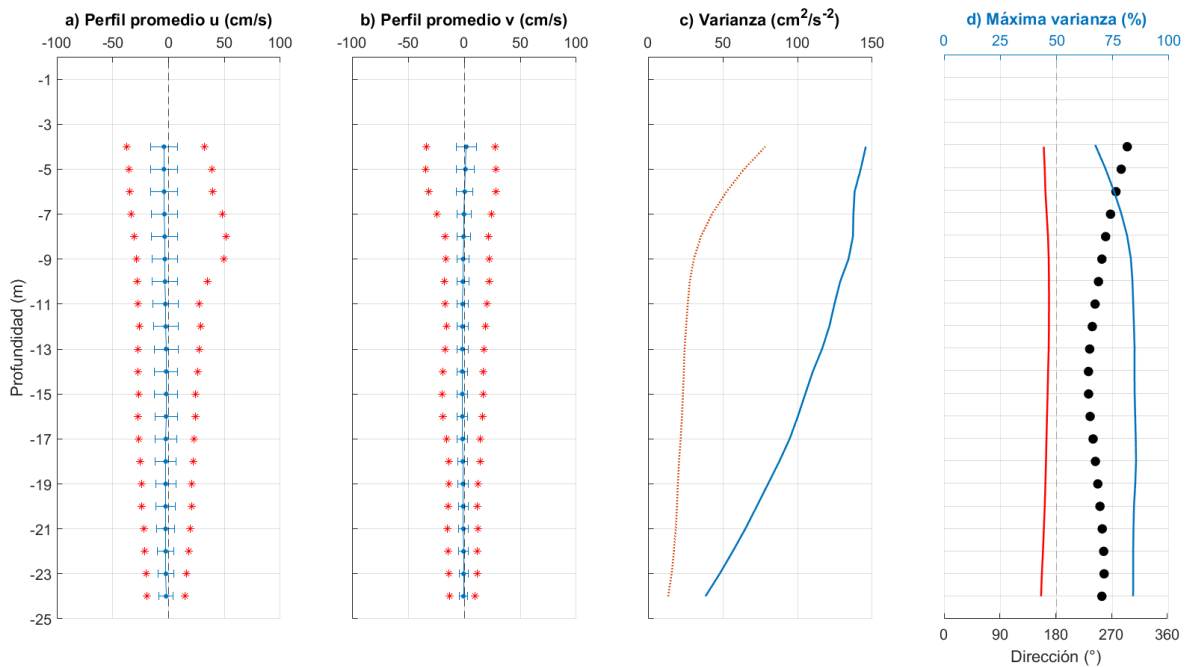 a) Perfil promedio u (cm/s)
b) Perfil promedio v (cm/s)
c) Varianza (cm²/s⁻²)
d) Máxima varianza (%)
-100 -50 0 50 100
-100 -50 0 50 100
0 50 100 150
0 25 50 75 100
-1
-3
-5
-7
-9
-11
-13
-15
-17
-19
-21
-23
-25
Profundidad (m)
0 90 180 270 360
Dirección (°)